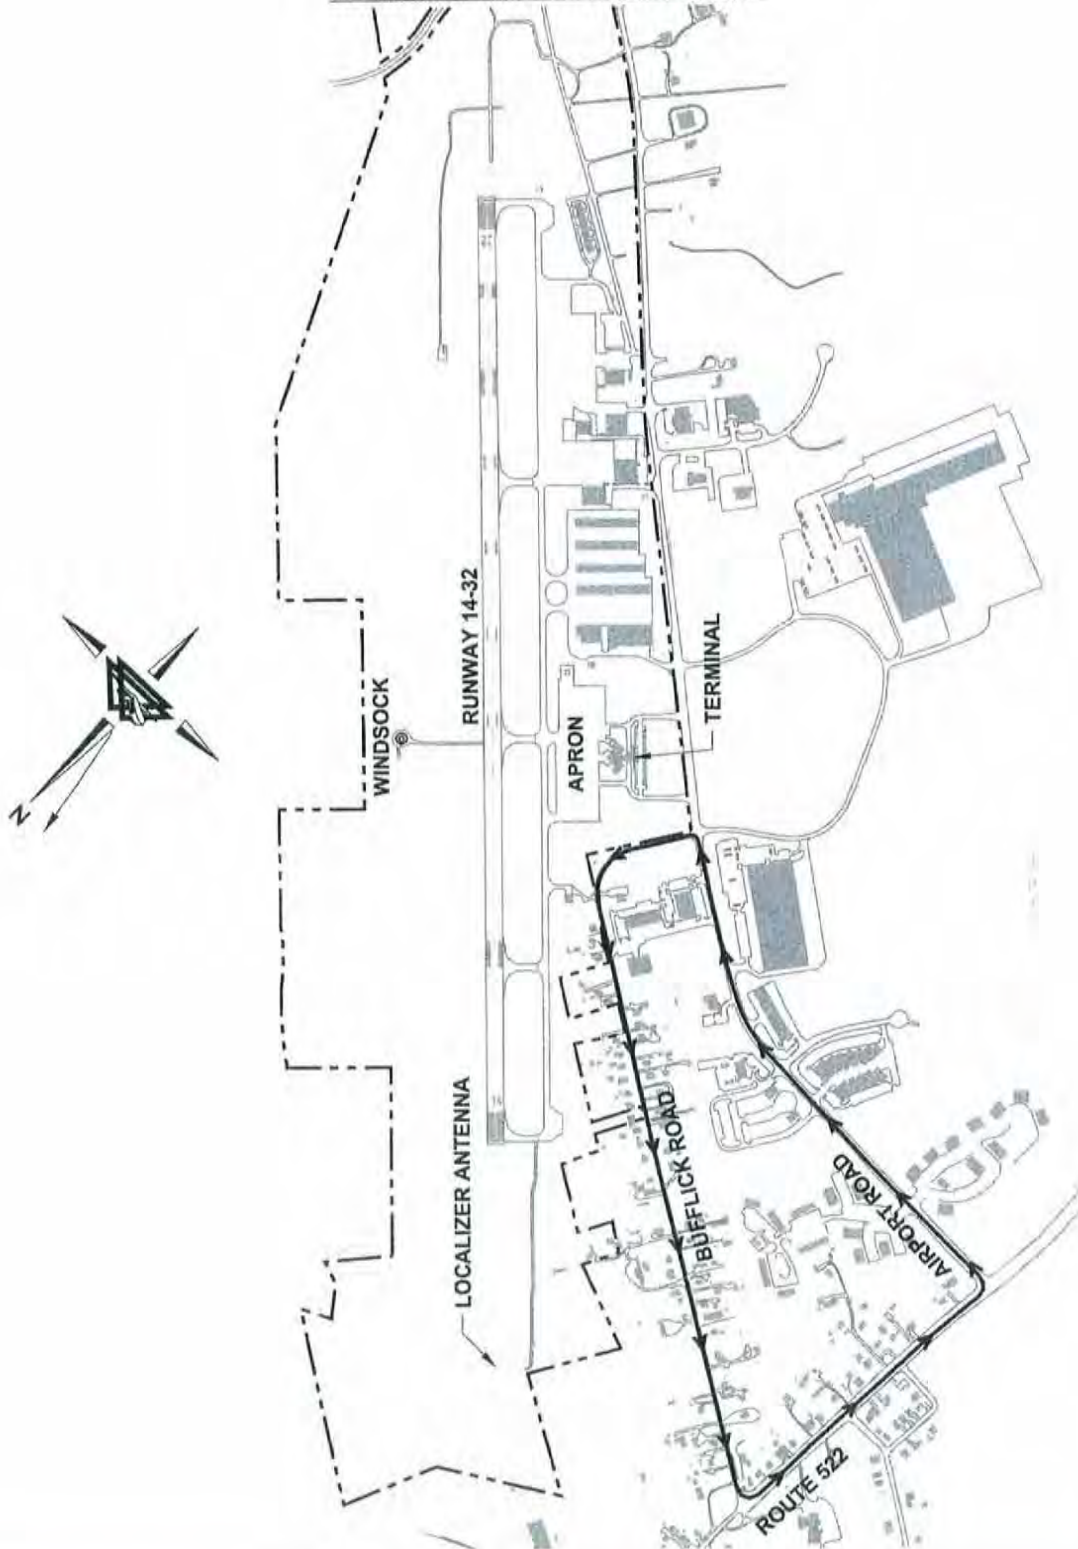 N
WINDSOCK
RUNWAY 14-32
APRON
TERMINAL
LOCALIZER ANTENNA
BUFFLICK ROAD
AIRPORT ROAD
ROUTE 522